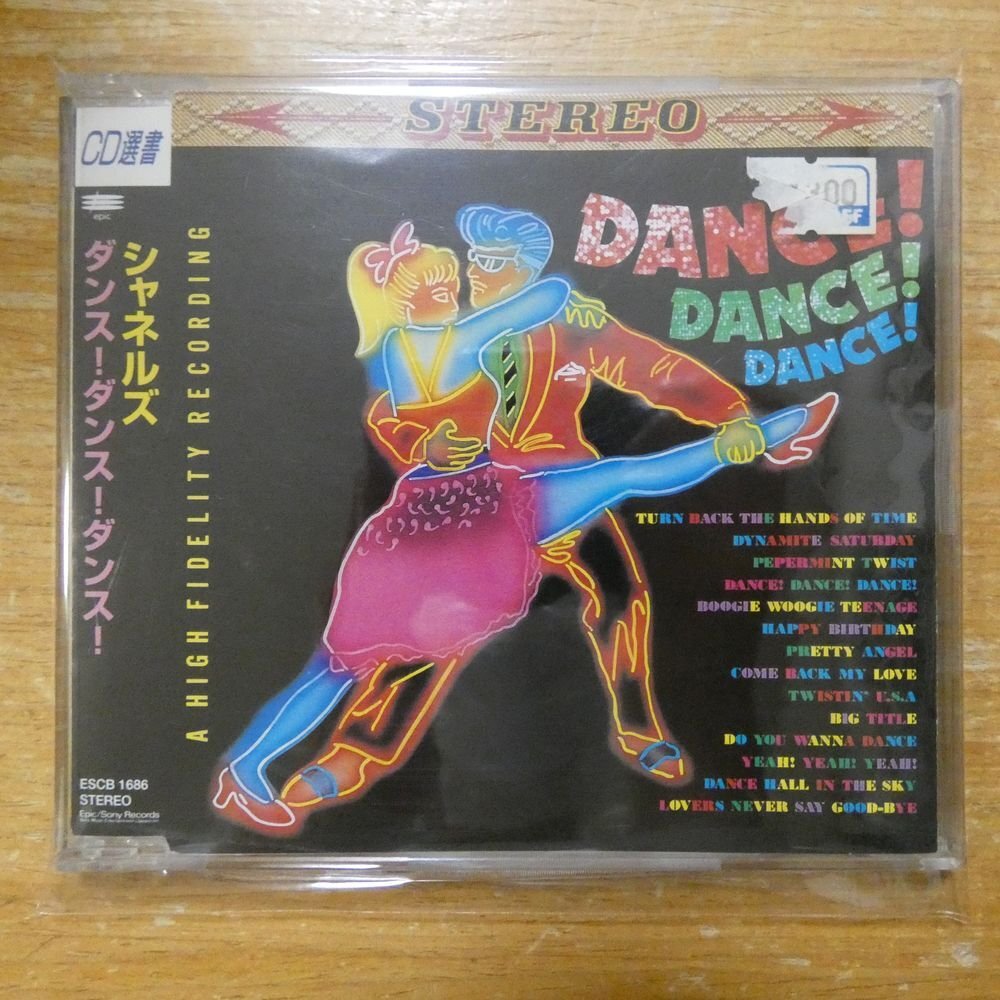 STEREO
CD選書
epic
シャネルズ
ダンス!ダンス!ダンス!
A HIGH FIDELITY RECORDING
DANCE!
DANCE!
DANCE!
TURN BACK THE HANDS OF TIME
DYNAMITE SATURDAY
PEPERMINT TWIST
DANCE! DANCE! DANCE!
BOOGIE WOOGIE TEENAGE
HAPPY BIRTHDAY
PRETTY ANGEL
COME BACK MY LOVE
TWISTIN' U.S.A
BIG TITLE
DO YOU WANNA DANCE
YEAH! YEAH! YEAH!
DANCE HALL IN THE SKY
LOVERS NEVER SAY GOOD-BYE
ESCB 1686
STEREO
Epic/Sony Records